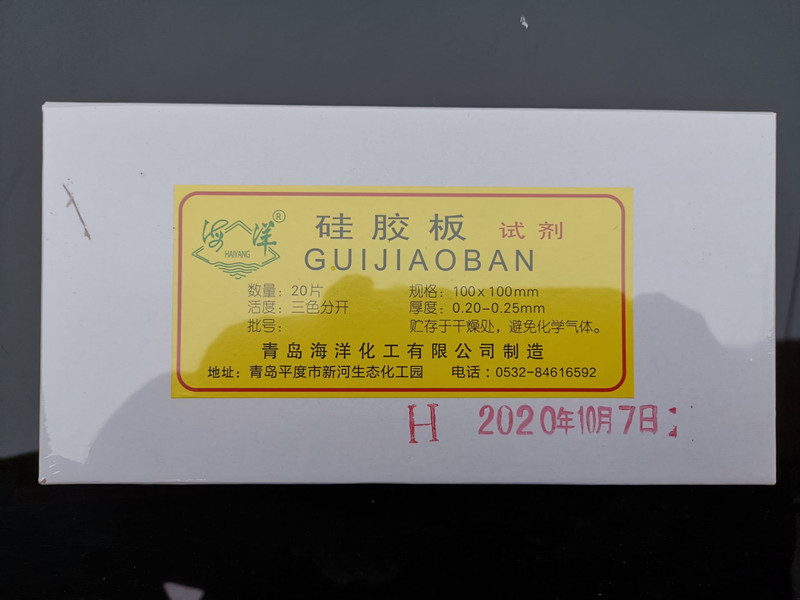 海洋®
HAIYANG
硅胶板 试剂
GUIJIAOBAN
数量：20片 规格：100×100mm
活度：三色分开 厚度：0.20-0.25mm
批号： 贮存于干燥处，避免化学气体。
青岛海洋化工有限公司制造
地址：青岛平度市新河生态化工园 电话：0532-84616592
H 2020年10月7日